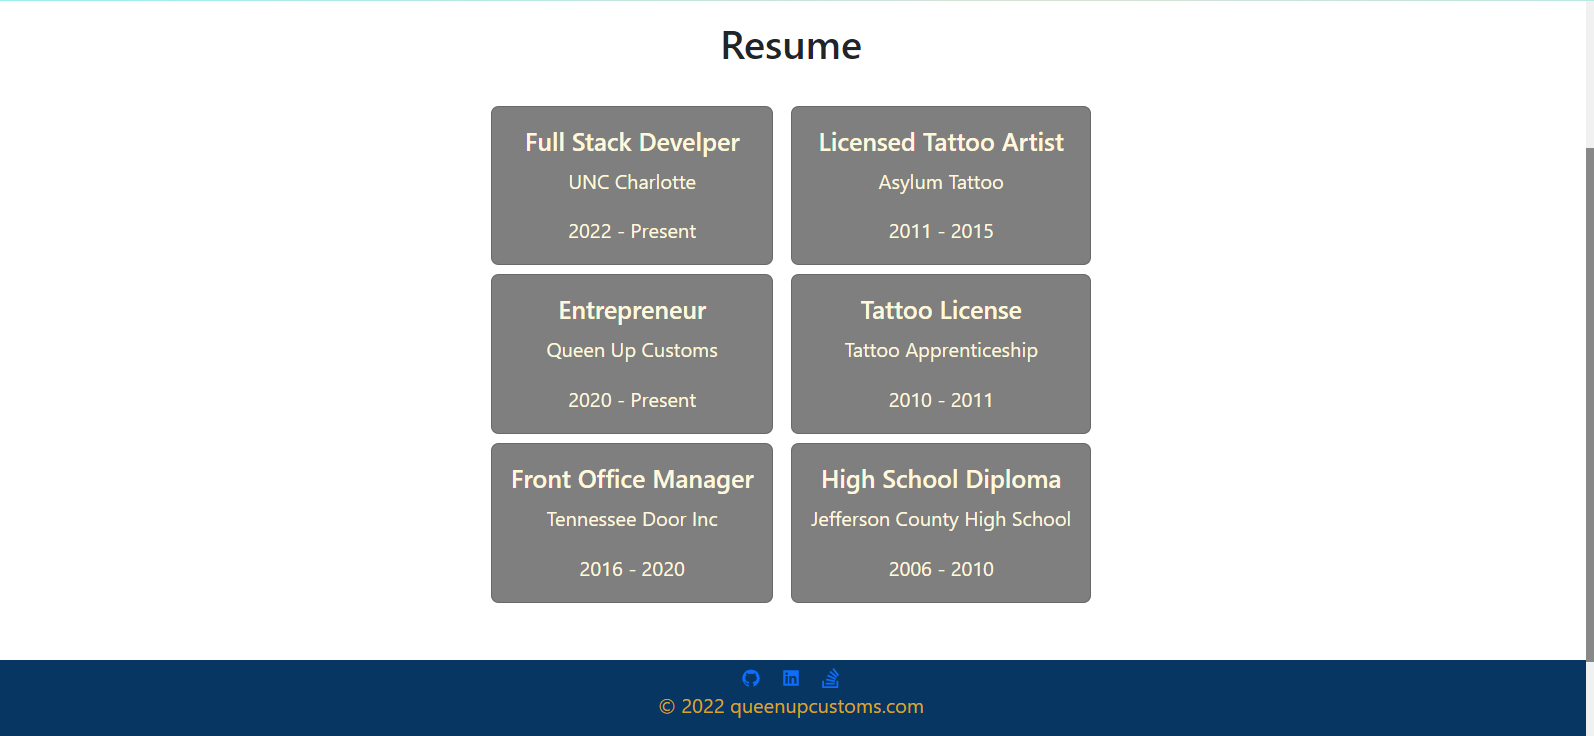 Resume
Full Stack Develper
UNC Charlotte
2022 - Present
Licensed Tattoo Artist
Asylum Tattoo
2011 - 2015
Entrepreneur
Queen Up Customs
2020 - Present
Tattoo License
Tattoo Apprenticeship
2010 - 2011
Front Office Manager
Tennessee Door Inc
2016 - 2020
High School Diploma
Jefferson County High School
2006 - 2010
© 2022 queenupcustoms.com